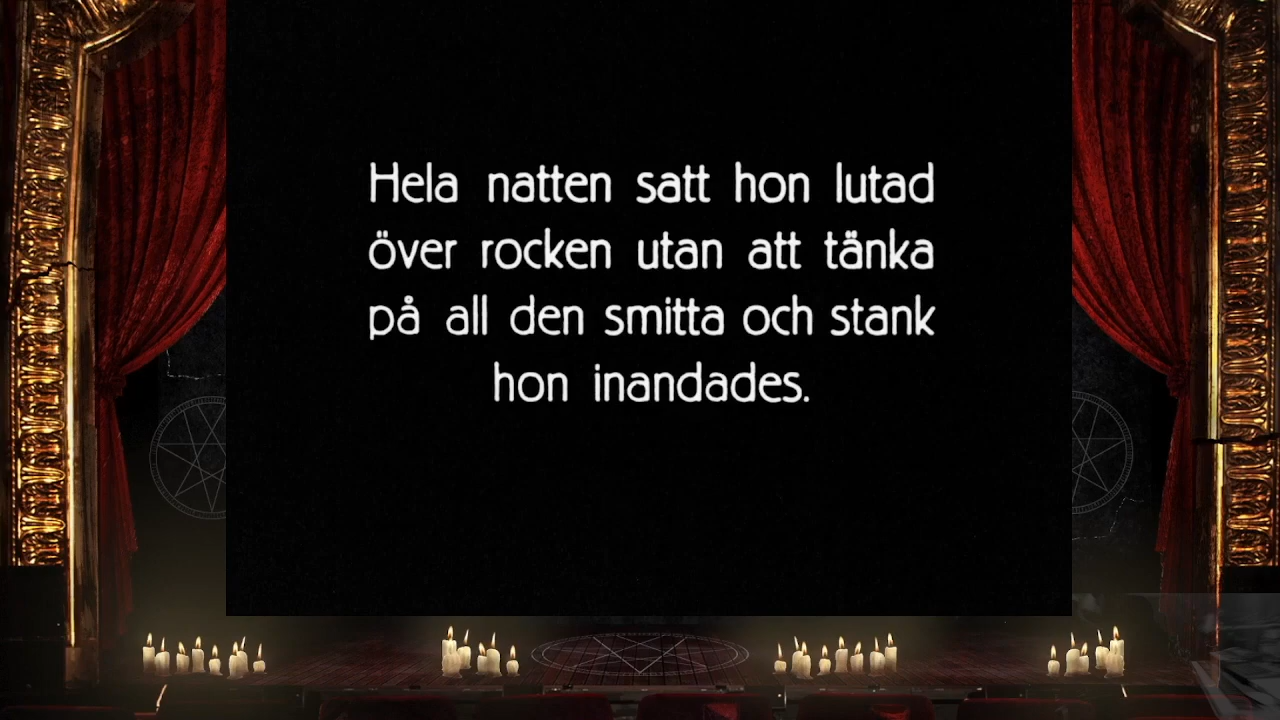 Hela natten satt hon lutad
över rocken utan att tänka
på all den smitta och stank
hon inandades.